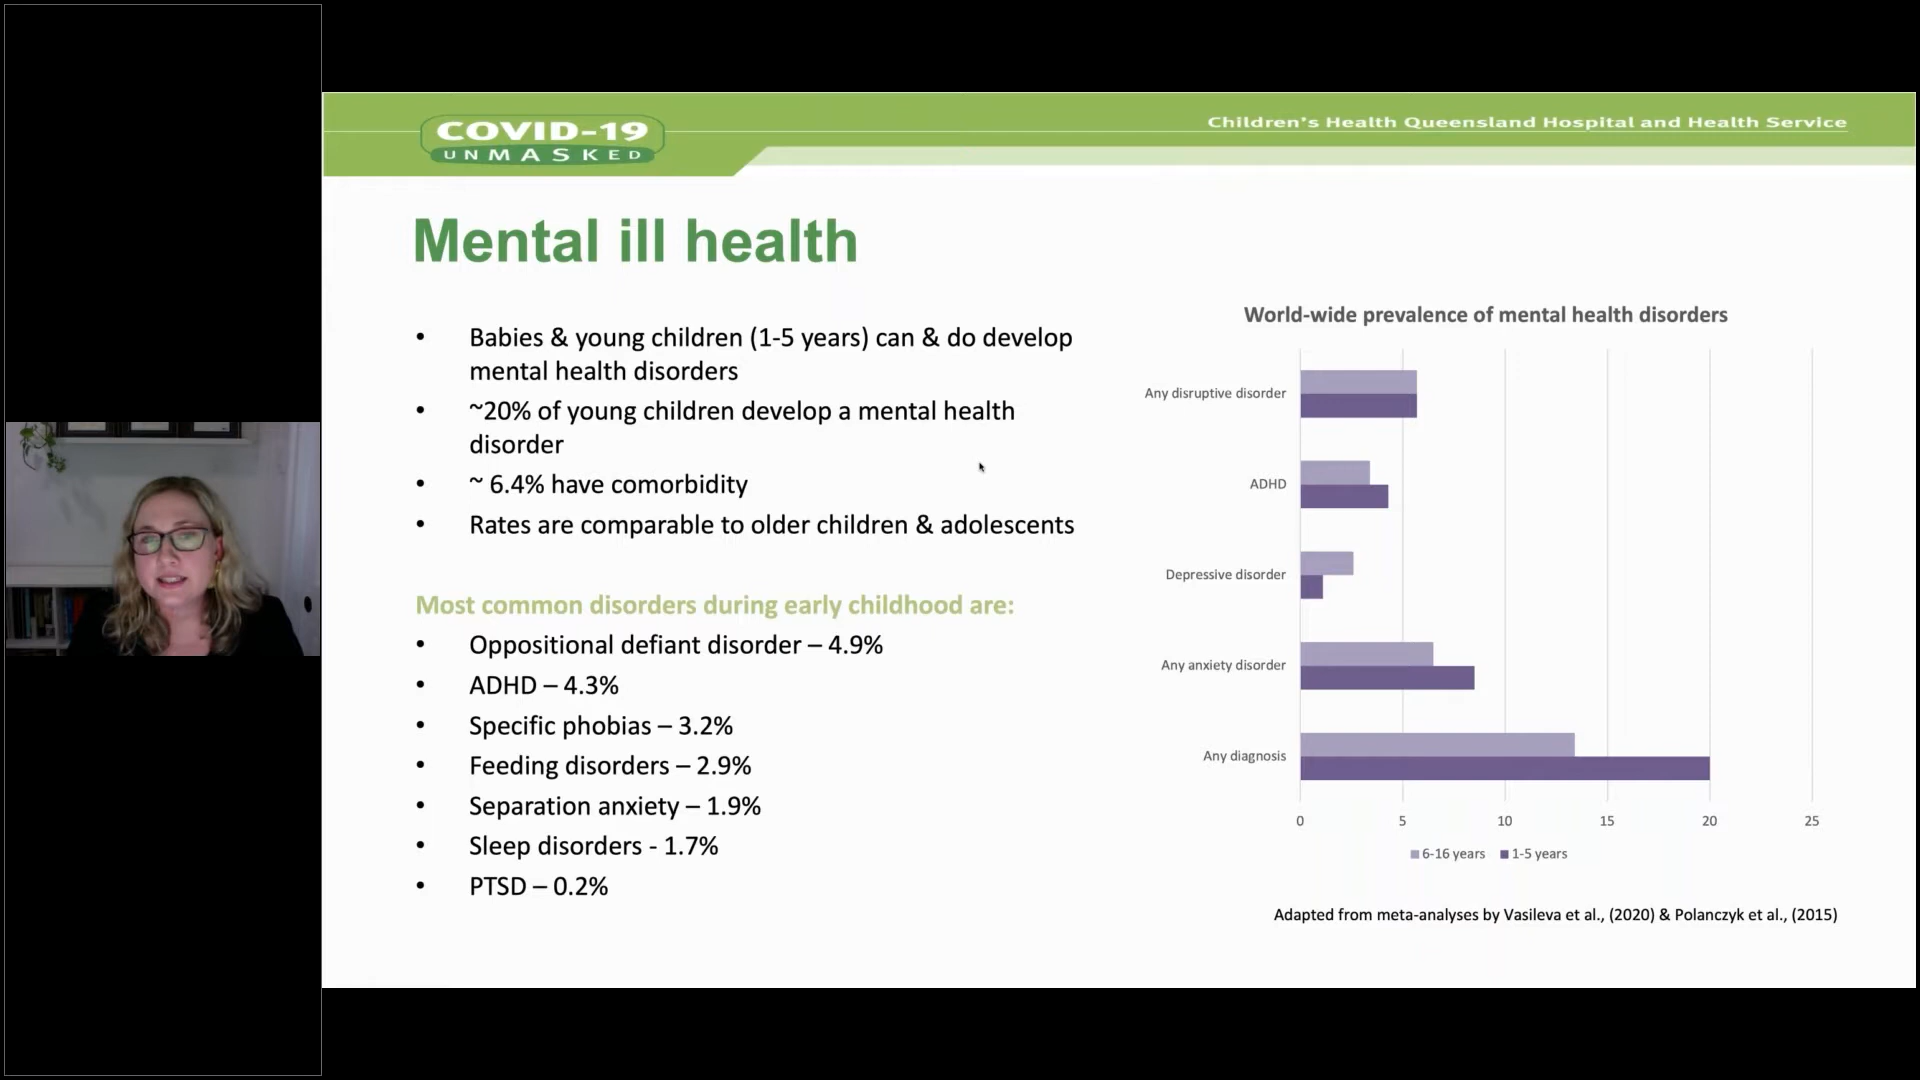 COVID-19
UNMASKED
Children's Health Queensland Hospital and Health Service
Mental ill health
• Babies & young children (1-5 years) can & do develop
mental health disorders
• ~20% of young children develop a mental health
disorder
• ~ 6.4% have comorbidity
• Rates are comparable to older children & adolescents
Most common disorders during early childhood are:
• Oppositional defiant disorder – 4.9%
• ADHD – 4.3%
• Specific phobias – 3.2%
• Feeding disorders – 2.9%
• Separation anxiety – 1.9%
• Sleep disorders - 1.7%
• PTSD – 0.2%
World-wide prevalence of mental health disorders
Any disruptive disorder
ADHD
Depressive disorder
Any anxiety disorder
Any diagnosis
0 5 10 15 20 25
6-16 years 1-5 years
Adapted from meta-analyses by Vasileva et al., (2020) & Polanczyk et al., (2015)